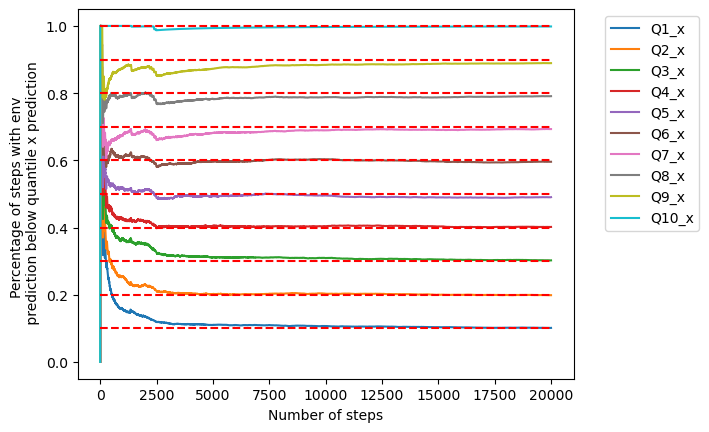 Percentage of steps with env
prediction below quantile x prediction
1.0
0.8
0.6
0.4
0.2
0.0
0
2500
5000
7500
10000
12500
15000
17500
20000
Number of steps
Q1_x
Q2_x
Q3_x
Q4_x
Q5_x
Q6_x
Q7_x
Q8_x
Q9_x
Q10_x